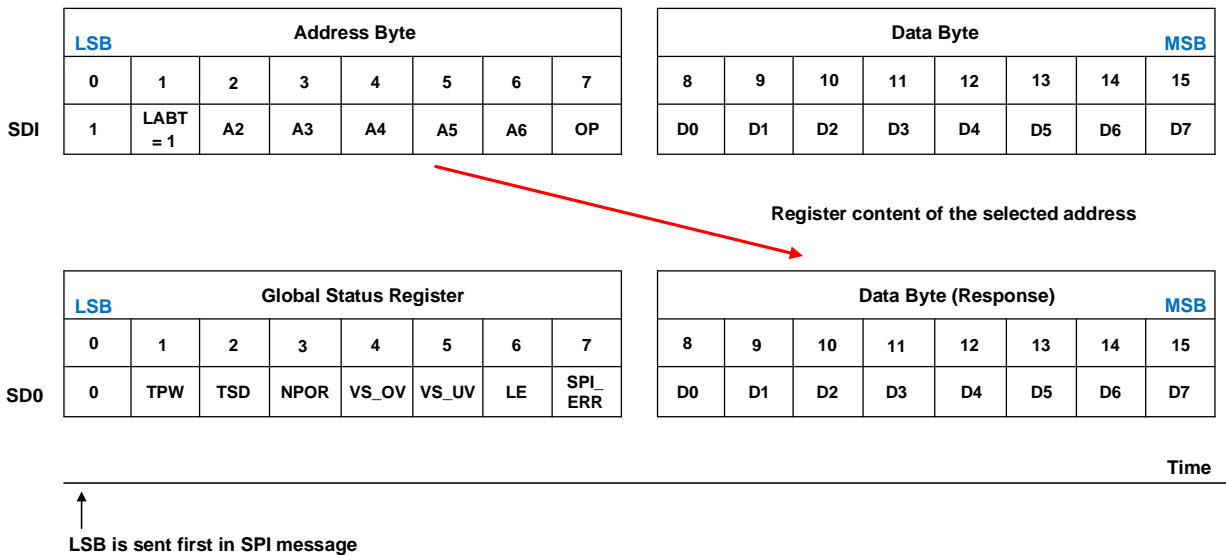 Address Byte Data Byte
LSB MSB
0 1 2 3 4 5 6 7 8 9 10 11 12 13 14 15
SDI 1 LABT = 1 A2 A3 A4 A5 A6 OP D0 D1 D2 D3 D4 D5 D6 D7
Register content of the selected address
Global Status Register Data Byte (Response)
LSB MSB
0 1 2 3 4 5 6 7 8 9 10 11 12 13 14 15
SD0 0 TPW TSD NPOR VS_OV VS_UV LE SPI_ ERR D0 D1 D2 D3 D4 D5 D6 D7
Time
LSB is sent first in SPI message